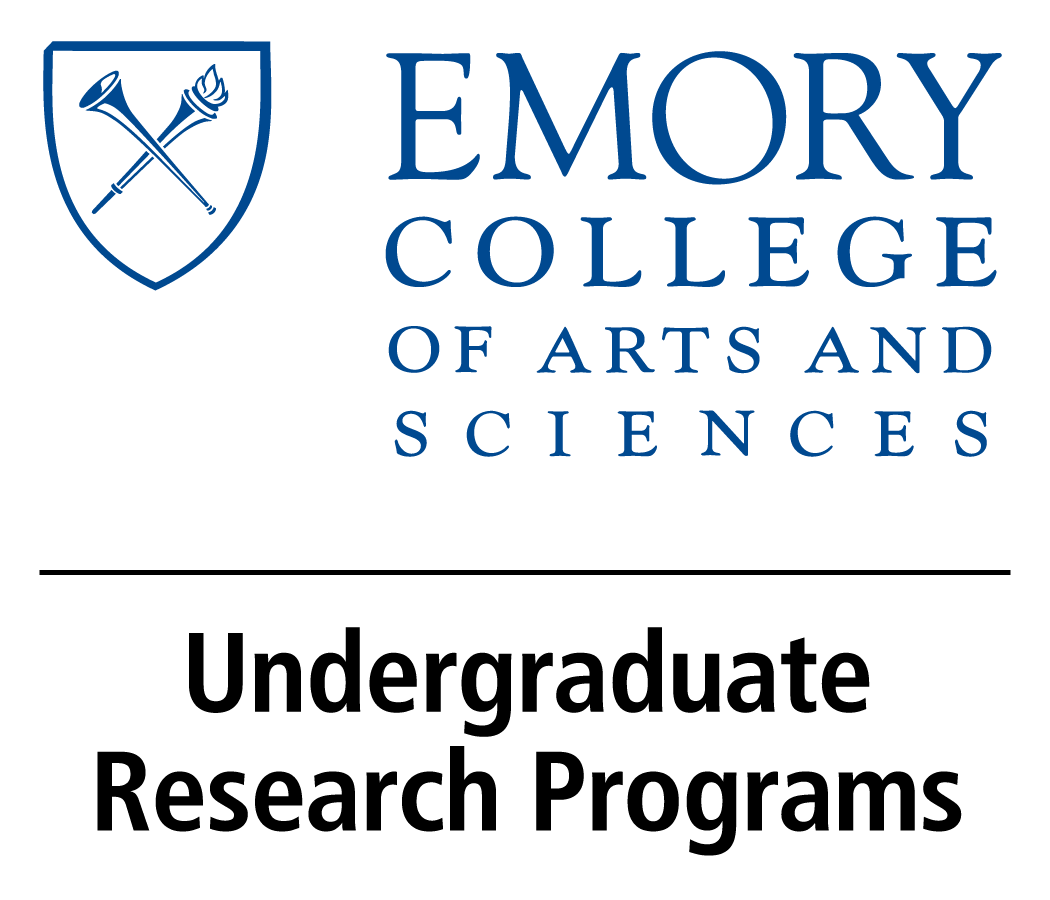 EMORY
COLLEGE
OF ARTS AND
SCIENCES
Undergraduate
Research Programs